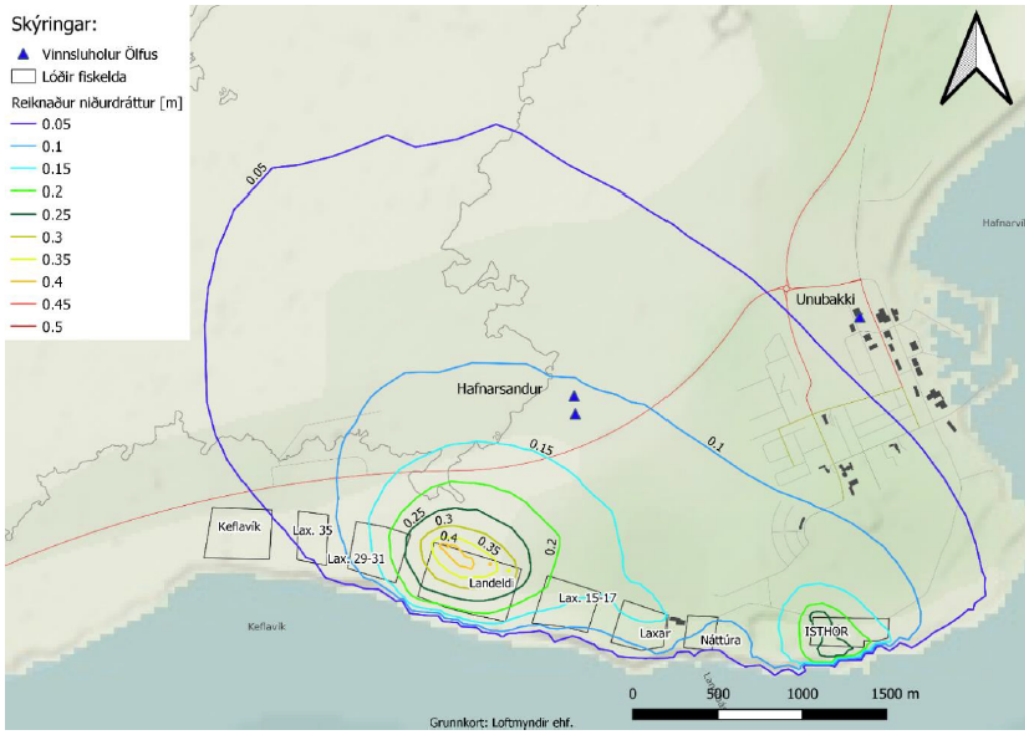 Skýringar:
Vinnsluholur Ölfus
Lóðir fiskelda
Reiknaður niðurdráttur [m]
0.05
0.1
0.15
0.2
0.25
0.3
0.35
0.4
0.45
0.5
0.05
Hafnarvík
Unubakki
Hafnarsandur
0.1
0.15
0.25
0.3
0.4
0.35
0.2
Keflavík
Lax. 35
Lax. 29-31
Landeldi
Lax. 15-17
Laxar
Náttúra
ISTHOR
Keflavík
0 500 1000 1500 m
Grunnkort: Loftmyndir ehf.